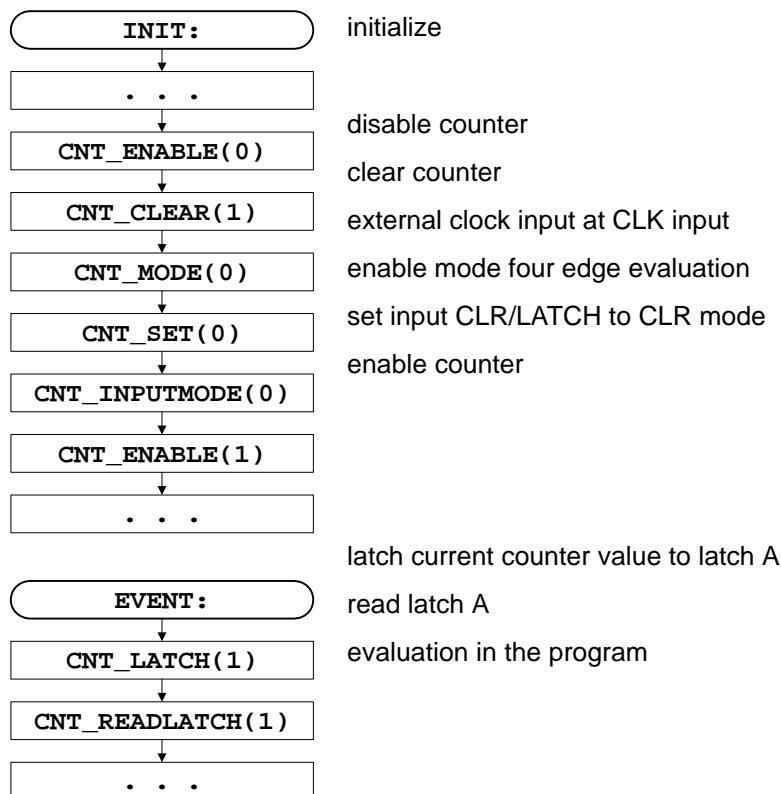 INIT:
initialize
. . .
disable counter
CNT_ENABLE(0)
clear counter
CNT_CLEAR(1)
external clock input at CLK input
CNT_MODE(0)
enable mode four edge evaluation
CNT_SET(0)
set input CLR/LATCH to CLR mode
enable counter
CNT_INPUTMODE(0)
CNT_ENABLE(1)
. . .
latch current counter value to latch A
EVENT:
read latch A
CNT_LATCH(1)
evaluation in the program
CNT_READLATCH(1)
. . .